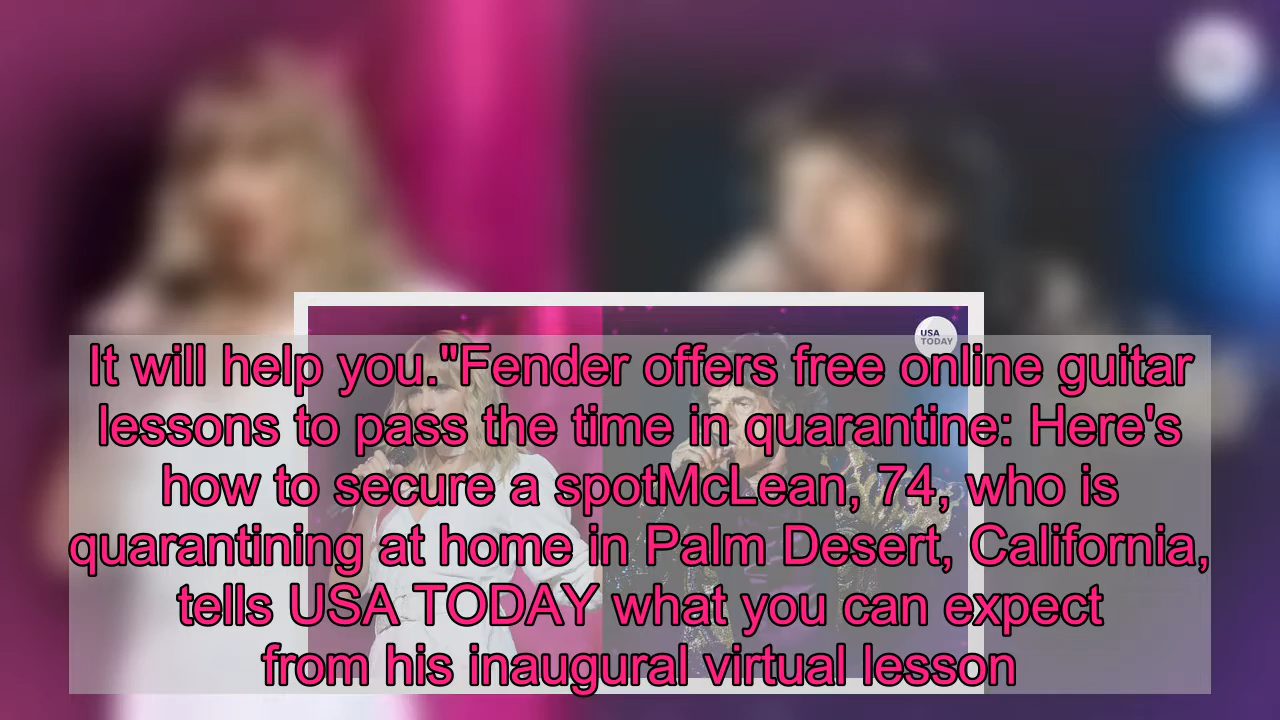 USA
TODAY
It will help you."Fender offers free online guitar
lessons to pass the time in quarantine: Here's
how to secure a spotMcLean, 74, who is
quarantining at home in Palm Desert, California,
tells USA TODAY what you can expect
from his inaugural virtual lesson